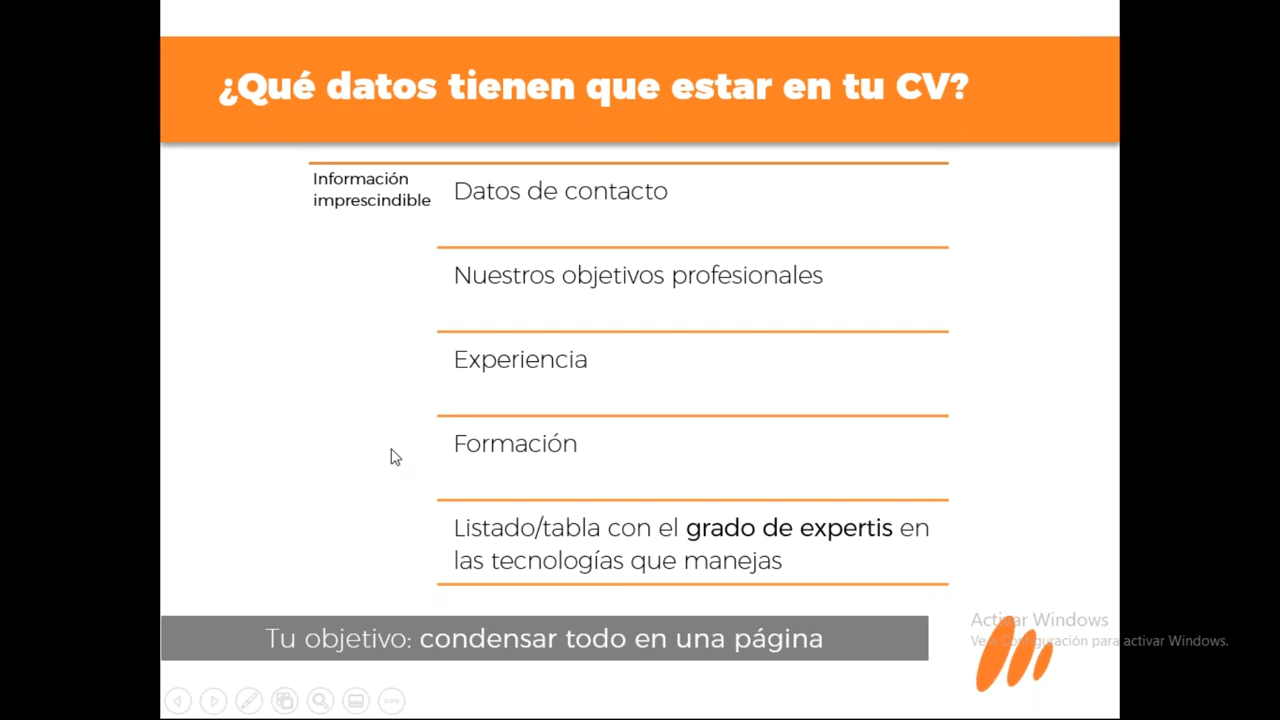 ¿Qué datos tienen que estar en tu CV?
Información
imprescindible
Datos de contacto
Nuestros objetivos profesionales
Experiencia
Formación
Listado/tabla con el grado de expertis en
las tecnologías que manejas
Tu objetivo: condensar todo en una página
Activar Windows
Ve a Configuración para activar Windows.